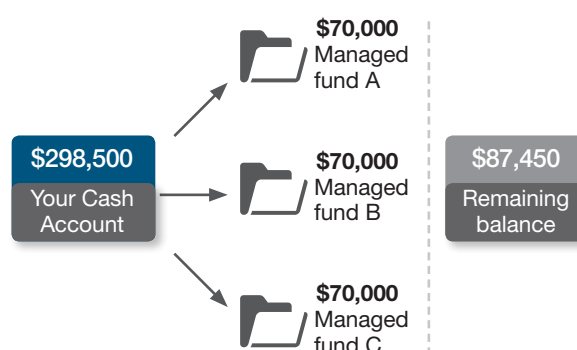 $70,000
Managed
fund A
$298,500
Your Cash
Account
$70,000
Managed
fund B
$87,450
Remaining
balance
$70,000
Managed
fund C